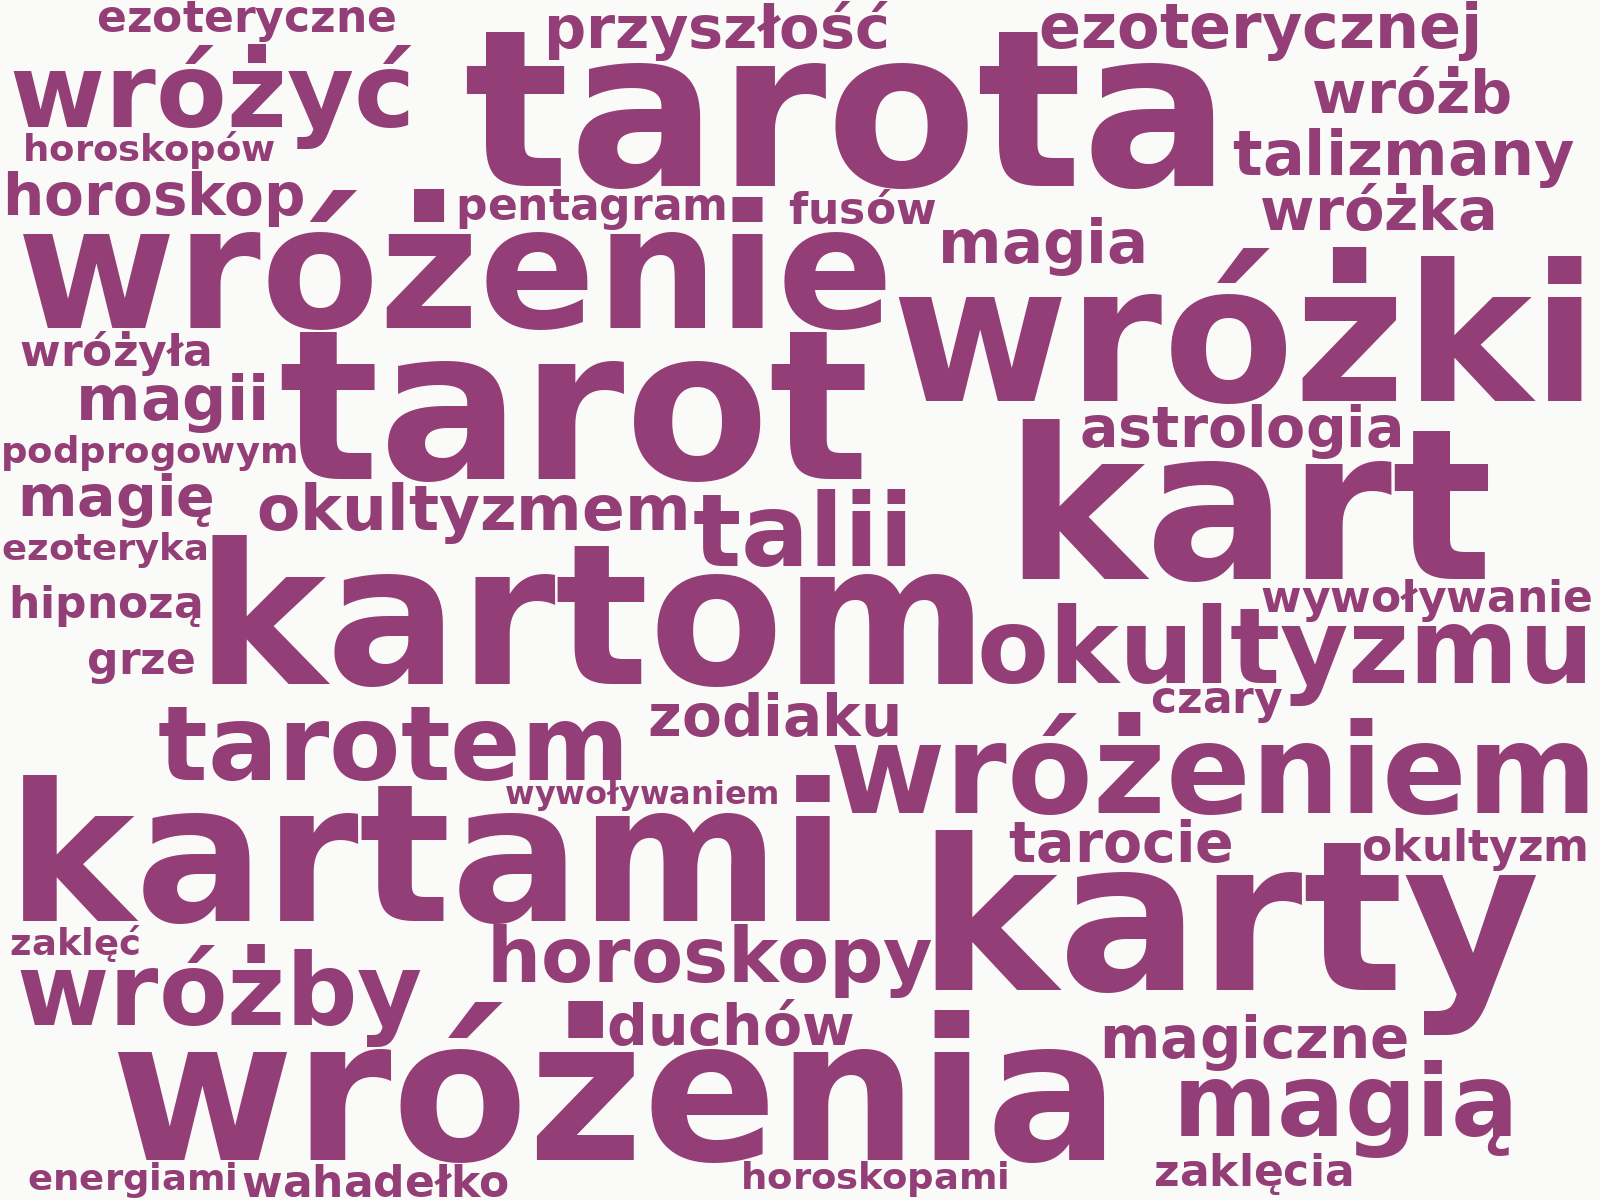 ezoteryczne
przyszłość
ezoterycznej
wróżyć
tarota
wróżb
horoskopów
talizmany
horoskop
pentagram
fusów
wróżka
wróżenie
magia
wróżki
wróżyła
tarot
magii
astrologia
podprogowym
kart
magię
okultyzmem
talii
ezoteryka
kartom
hipnozą
wywoływanie
grze
okultyzmu
czary
tarotem
zodiaku
wróżeniem
kartami
wywoływaniem
tarocie
okultyzm
karty
zaklęć
wróżby
horoskopy
duchów
magiczne
wróżenia
magią
energiami
wahadełko
horoskopami
zaklęcia